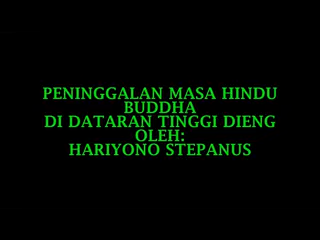 PENINGGALAN MASA HINDU
BUDDHA
DI DATARAN TINGGI DIENG
OLEH:
HARIYONO STEPANUS